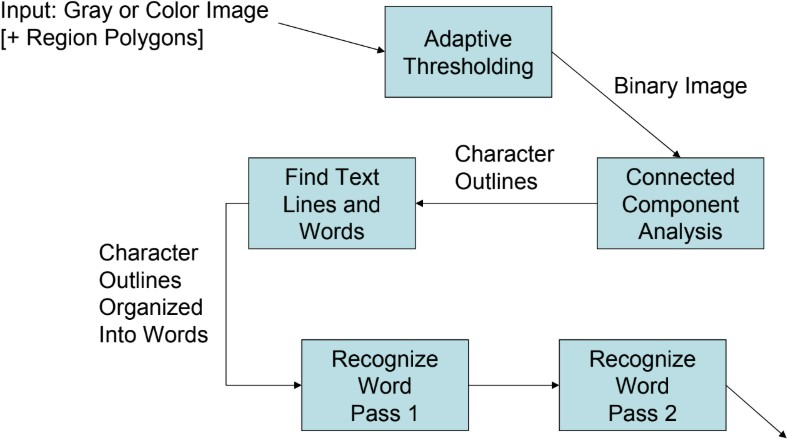 Input: Gray or Color Image
[+ Region Polygons]
Adaptive
Thresholding
Binary Image
Connected
Component
Analysis
Character
Outlines
Find Text
Lines and
Words
Character
Outlines
Organized
Into Words
Recognize
Word
Pass 1
Recognize
Word
Pass 2